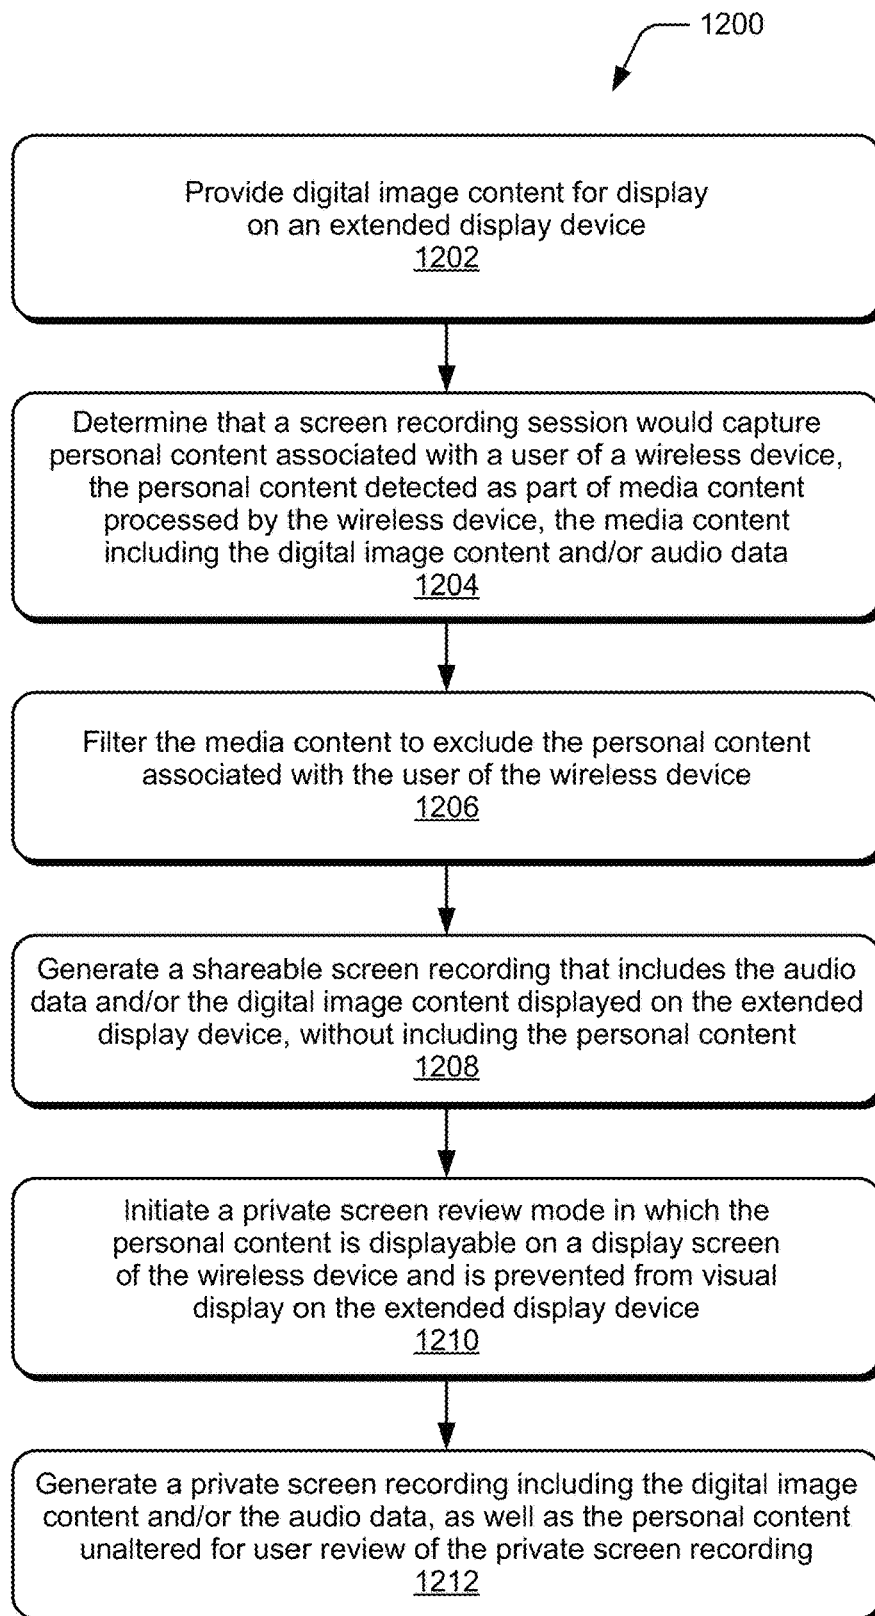 1200
Provide digital image content for display
on an extended display device
1202
Determine that a screen recording session would capture
personal content associated with a user of a wireless device,
the personal content detected as part of media content
processed by the wireless device, the media content
including the digital image content and/or audio data
1204
Filter the media content to exclude the personal content
associated with the user of the wireless device
1206
Generate a shareable screen recording that includes the audio
data and/or the digital image content displayed on the extended
display device, without including the personal content
1208
Initiate a private screen review mode in which the
personal content is displayable on a display screen
of the wireless device and is prevented from visual
display on the extended display device
1210
Generate a private screen recording including the digital image
content and/or the audio data, as well as the personal content
unaltered for user review of the private screen recording
1212